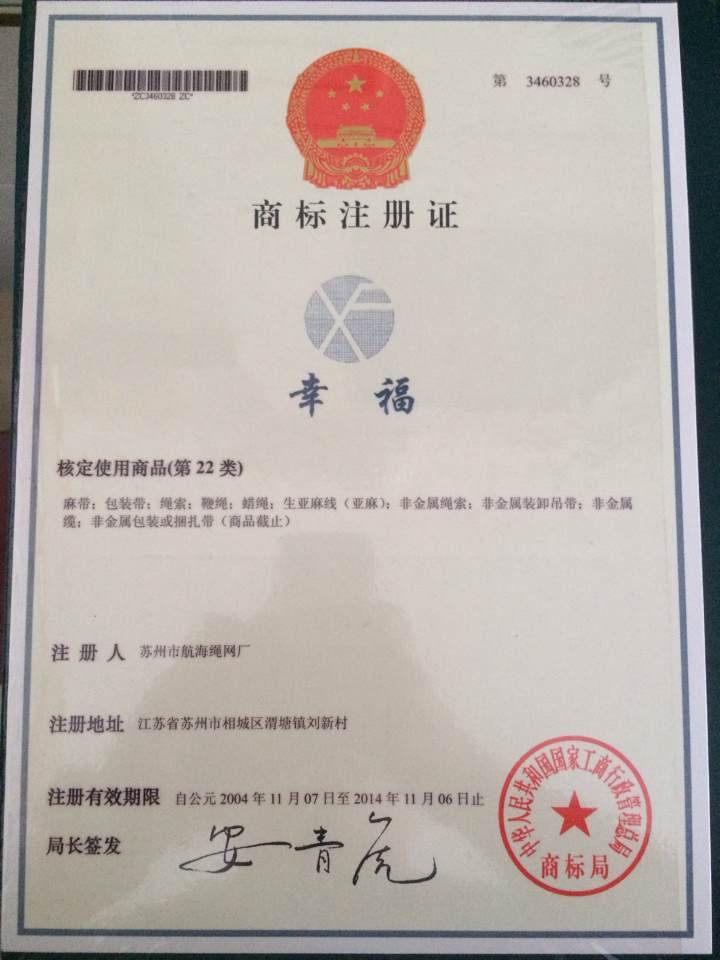 第 3460328 号
*ZC3460328 ZC*
商标注册证
幸福
核定使用商品(第 22 类)
麻带；包装带；绳索；鞭绳；蜡绳；生亚麻线（亚麻）；非金属绳索；非金属装卸吊带；非金属
缆；非金属包装或捆扎带（商品截止）
注册人 苏州市航海绳网厂
注册地址 江苏省苏州市相城区渭塘镇刘新村
注册有效期限 自公元 2004 年 11 月 07 日至 2014 年 11 月 06 日止
局长签发 安青虎
中华人民共和国国家工商行政管理总局
商标局